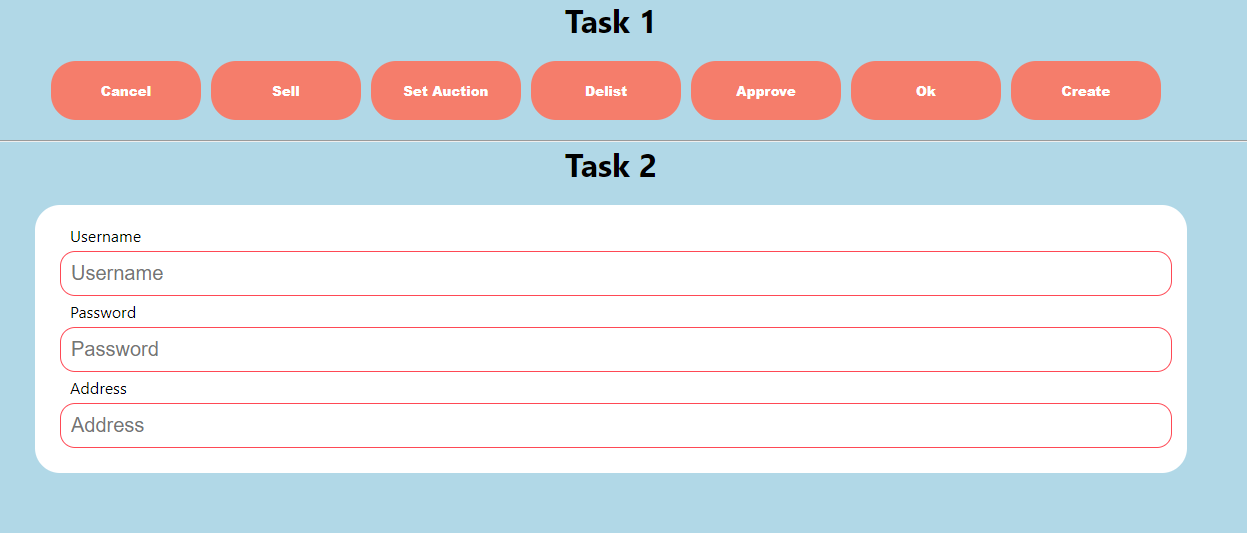 Task 1
Cancel Sell Set Auction Delist Approve Ok Create
Task 2
Username
Username
Password
Password
Address
Address